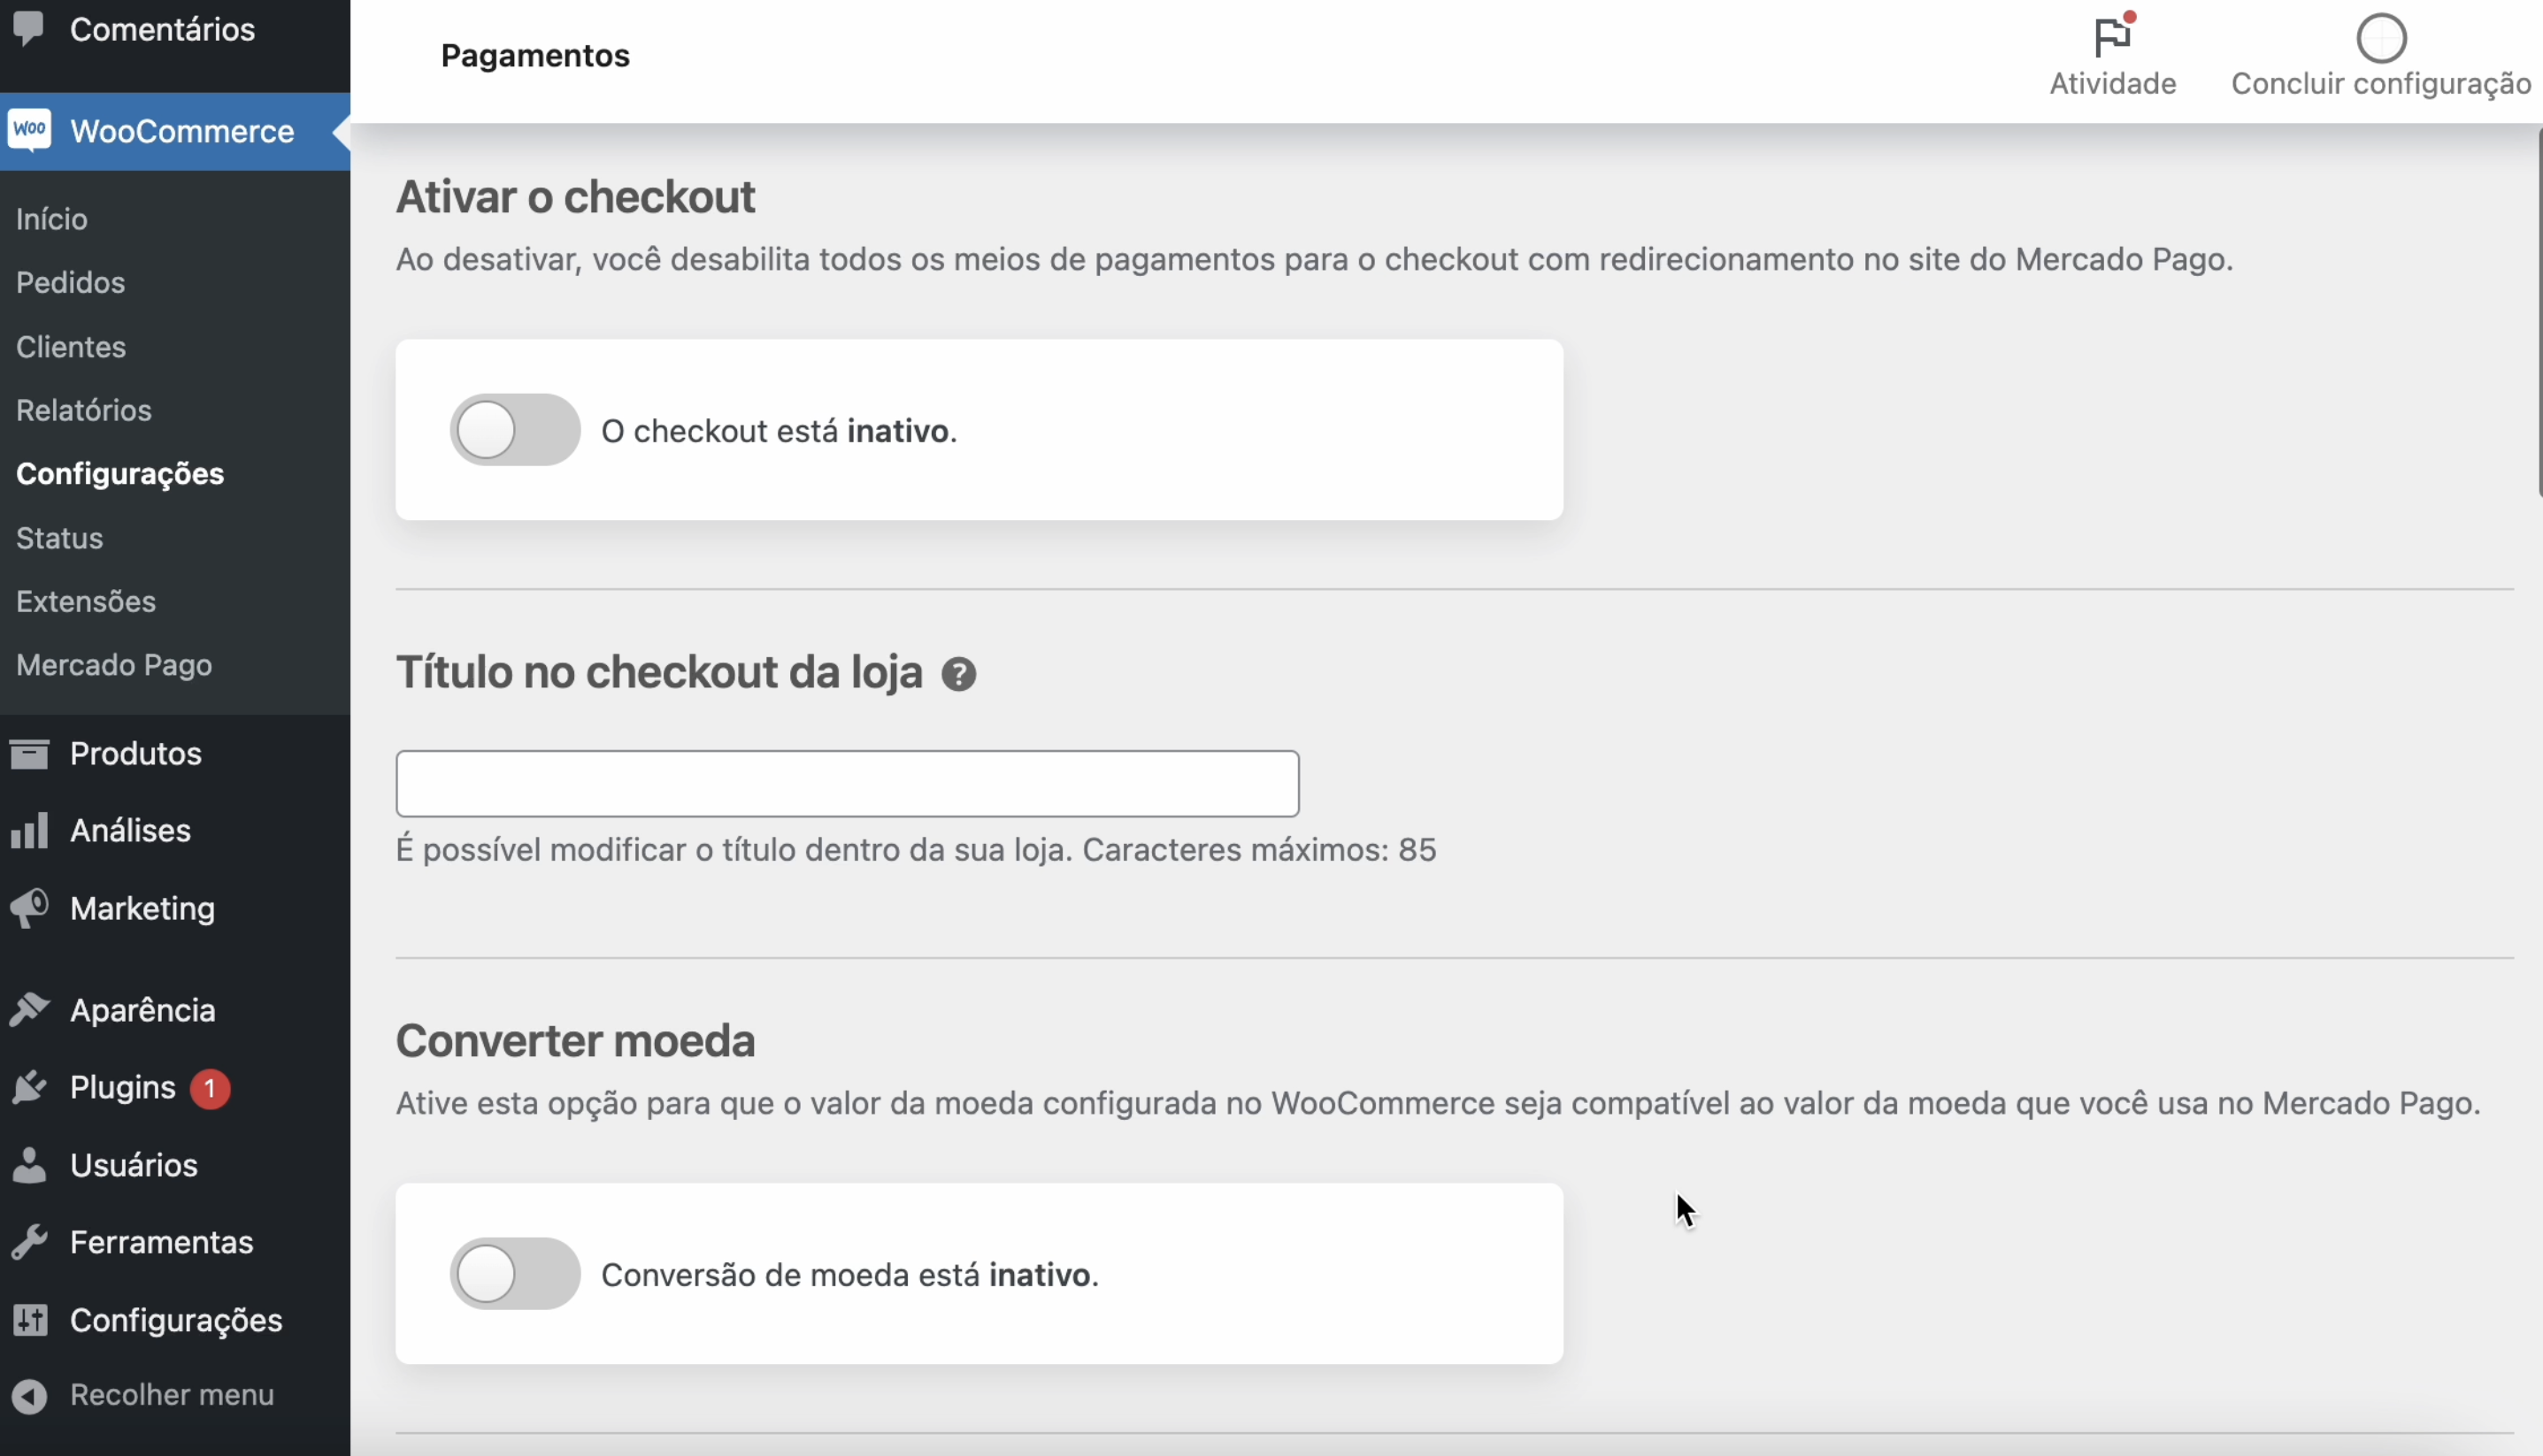 Comentários
WOO WooCommerce
Início
Pedidos
Clientes
Relatórios
Configurações
Status
Extensões
Mercado Pago
Produtos
Análises
Marketing
Aparência
Plugins 1
Usuários
Ferramentas
Configurações
Recolher menu
Pagamentos
Atividade
Concluir configuração
Ativar o checkout
Ao desativar, você desabilita todos os meios de pagamentos para o checkout com redirecionamento no site do Mercado Pago.
O checkout está inativo.
Título no checkout da loja ?
É possível modificar o título dentro da sua loja. Caracteres máximos: 85
Converter moeda
Ative esta opção para que o valor da moeda configurada no WooCommerce seja compatível ao valor da moeda que você usa no Mercado Pago.
Conversão de moeda está inativo.